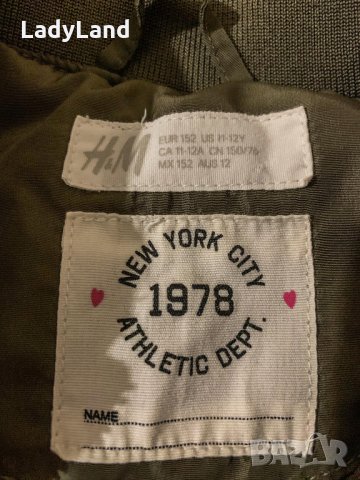 LadyLand
H&M
EUR 152 US 11-12Y
CA 11-12A CN 150/76
MX 152 AUS 12
NEW YORK CITY
1978
ATHLETIC DEPT.
NAME
BAZAR